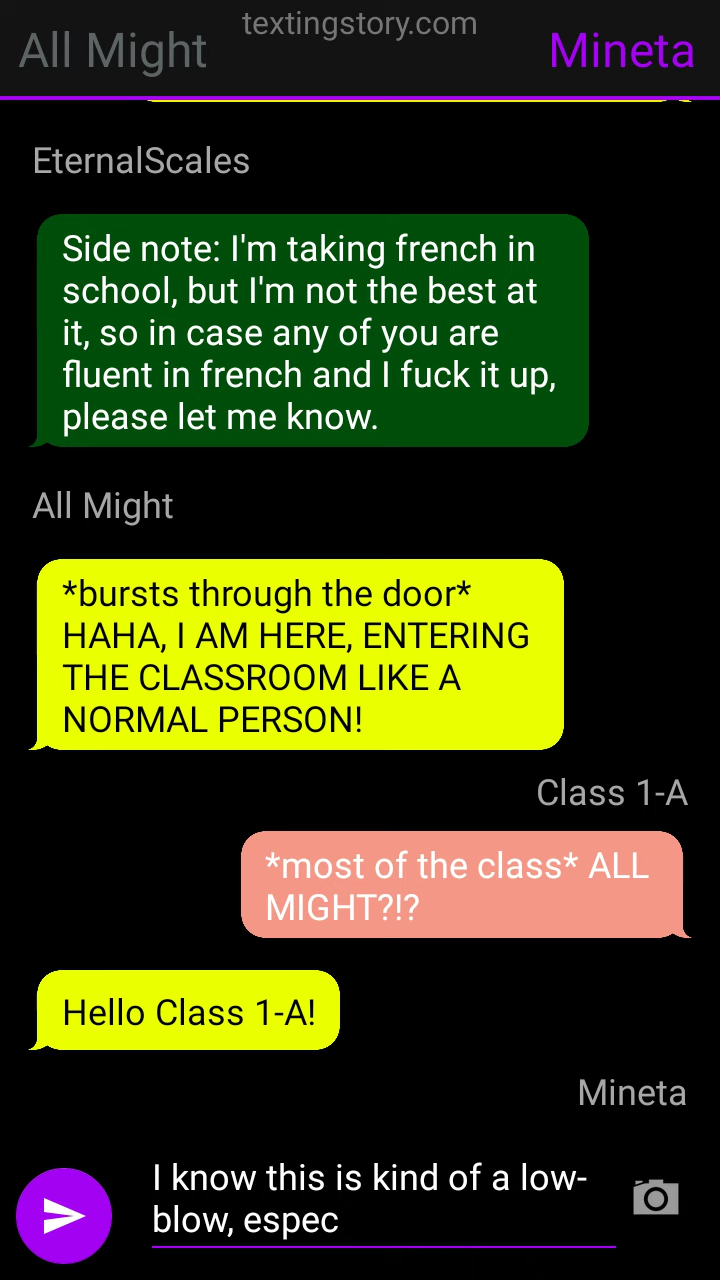 textingstory.com
All Might
Mineta
EternalScales
Side note: I'm taking french in
school, but I'm not the best at
it, so in case any of you are
fluent in french and I fuck it up,
please let me know.
All Might
*bursts through the door*
HAHA, I AM HERE, ENTERING
THE CLASSROOM LIKE A
NORMAL PERSON!
Class 1-A
*most of the class* ALL
MIGHT?!?
Hello Class 1-A!
Mineta
I know this is kind of a low-
blow, espec